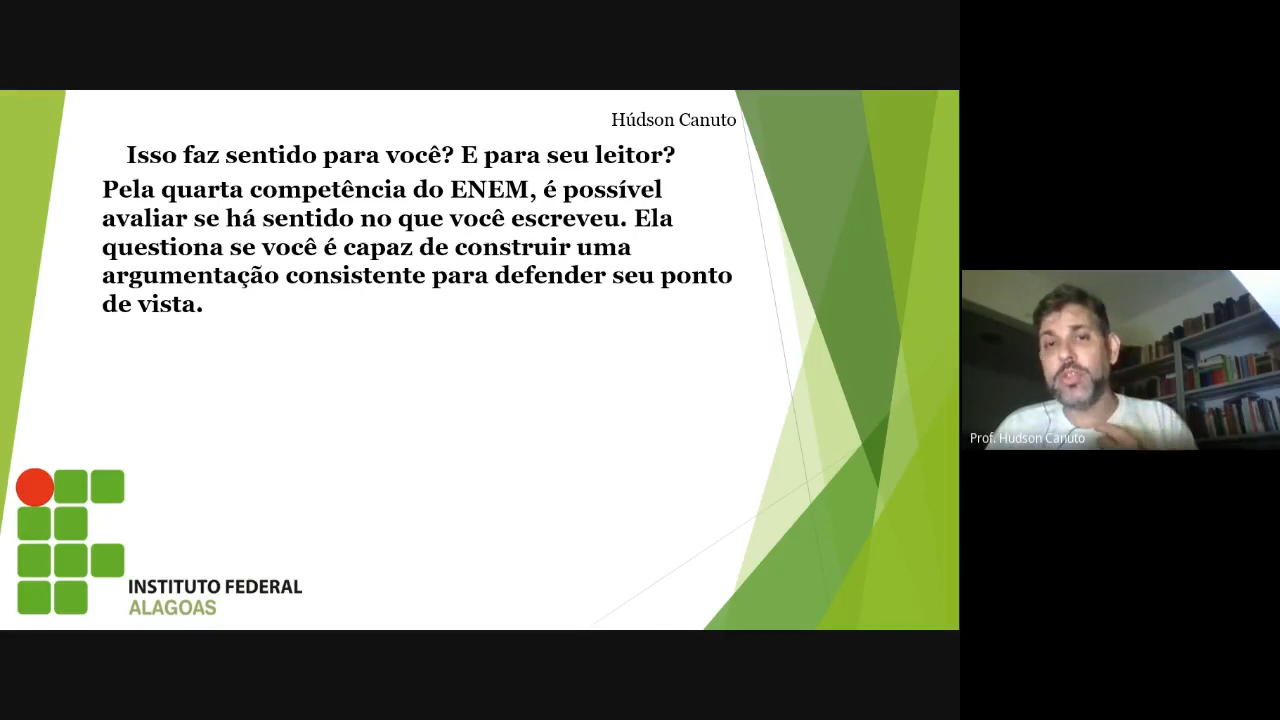 Húdson Canuto
Isso faz sentido para você? E para seu leitor?
Pela quarta competência do ENEM, é possível
avaliar se há sentido no que você escreveu. Ela
questiona se você é capaz de construir uma
argumentação consistente para defender seu ponto
de vista.
INSTITUTO FEDERAL
ALAGOAS
Prof. Hudson Canuto